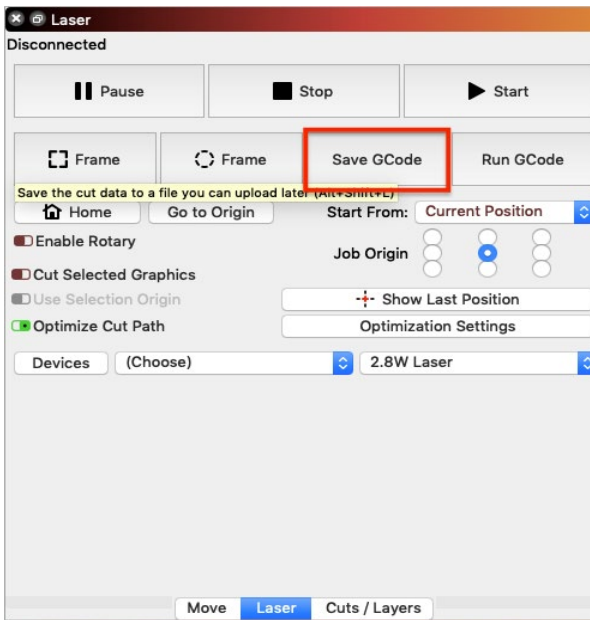 Laser
Disconnected
Pause Stop Start
Frame Frame Save GCode Run GCode
Save the cut data to a file you can upload later (Alt+Shift+L)
Home Go to Origin Start From: Current Position
Enable Rotary
Job Origin
Cut Selected Graphics
Use Selection Origin Show Last Position
Optimize Cut Path Optimization Settings
Devices (Choose) 2.8W Laser
Move Laser Cuts / Layers